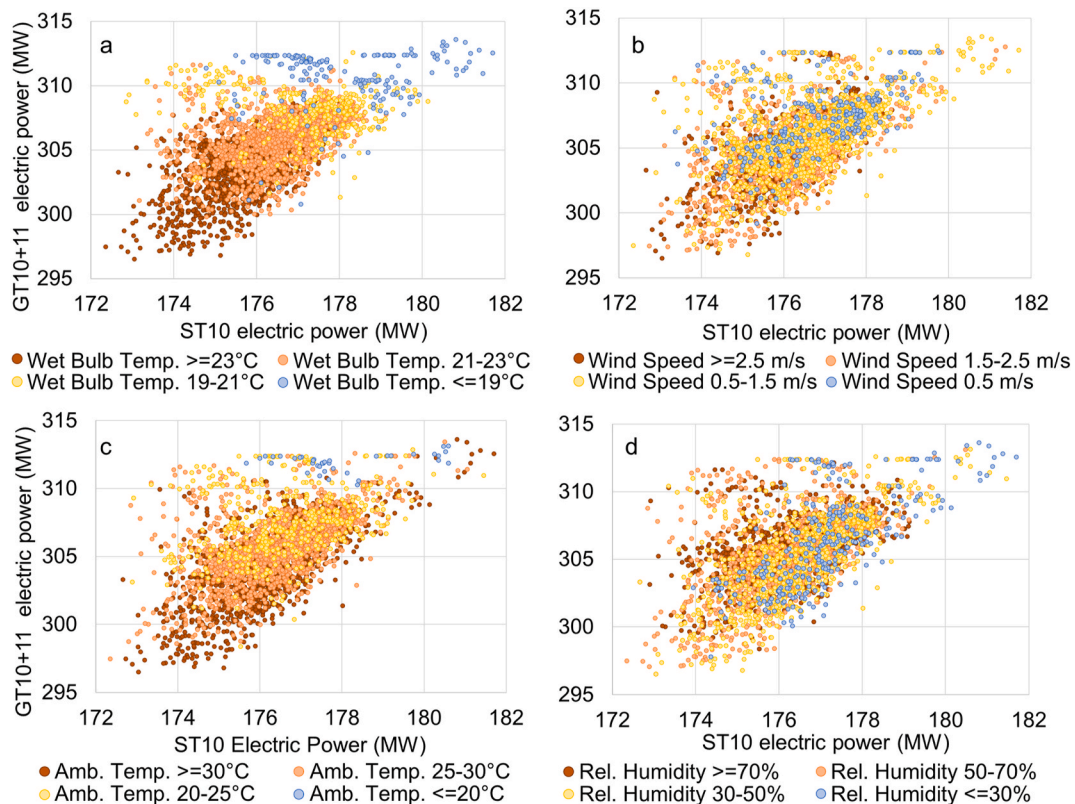 315
a
310
305
300
295
GT10+11 electric power (MW)
172 174 176 178 180 182
ST10 electric power (MW)
Wet Bulb Temp. >=23°C Wet Bulb Temp. 21-23°C
Wet Bulb Temp. 19-21°C Wet Bulb Temp. <=19°C
315
b
310
305
300
295
172 174 176 178 180 182
ST10 electric power (MW)
Wind Speed >=2.5 m/s Wind Speed 1.5-2.5 m/s
Wind Speed 0.5-1.5 m/s Wind Speed 0.5 m/s
315
c
310
305
300
295
GT10+11 electric power (MW)
172 174 176 178 180 182
ST10 Electric Power (MW)
Amb. Temp. >=30°C Amb. Temp. 25-30°C
Amb. Temp. 20-25°C Amb. Temp. <=20°C
315
d
310
305
300
295
172 174 176 178 180 182
ST10 electric power (MW)
Rel. Humidity >=70% Rel. Humidity 50-70%
Rel. Humidity 30-50% Rel. Humidity <=30%